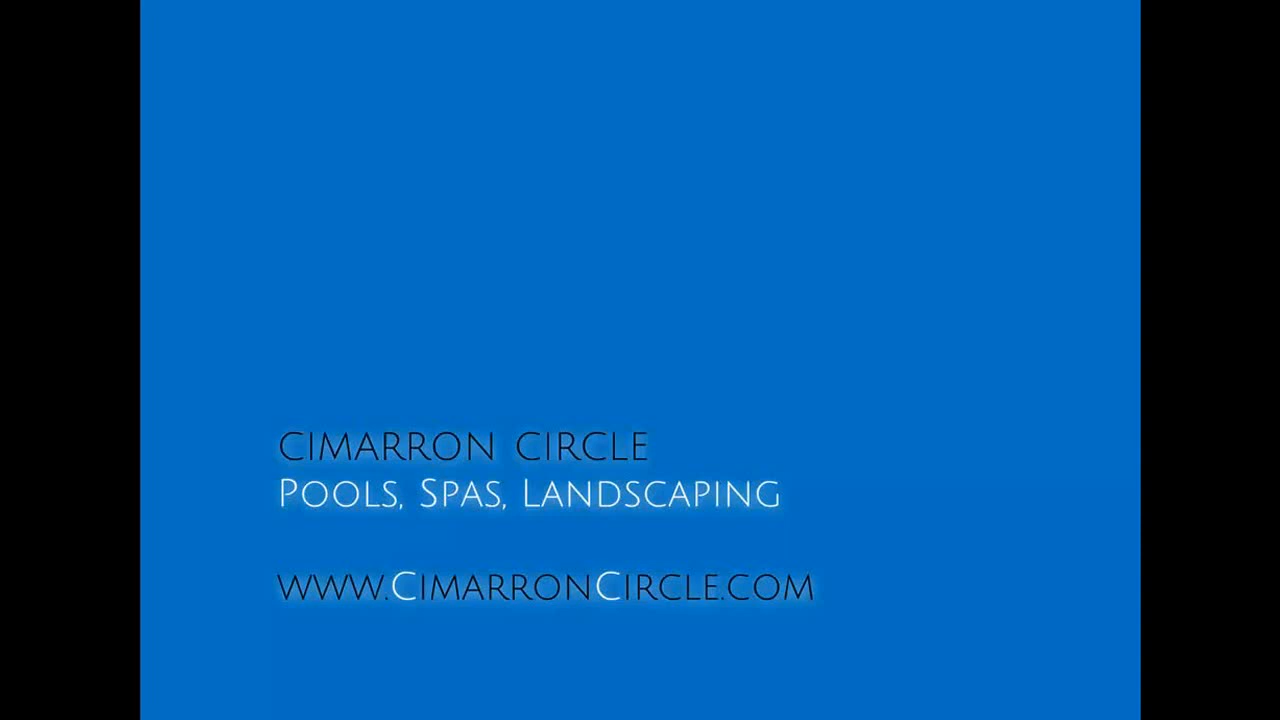 CIMARRON CIRCLE
POOLS, SPAS, LANDSCAPING
WWW.CIMARRONCIRCLE.COM